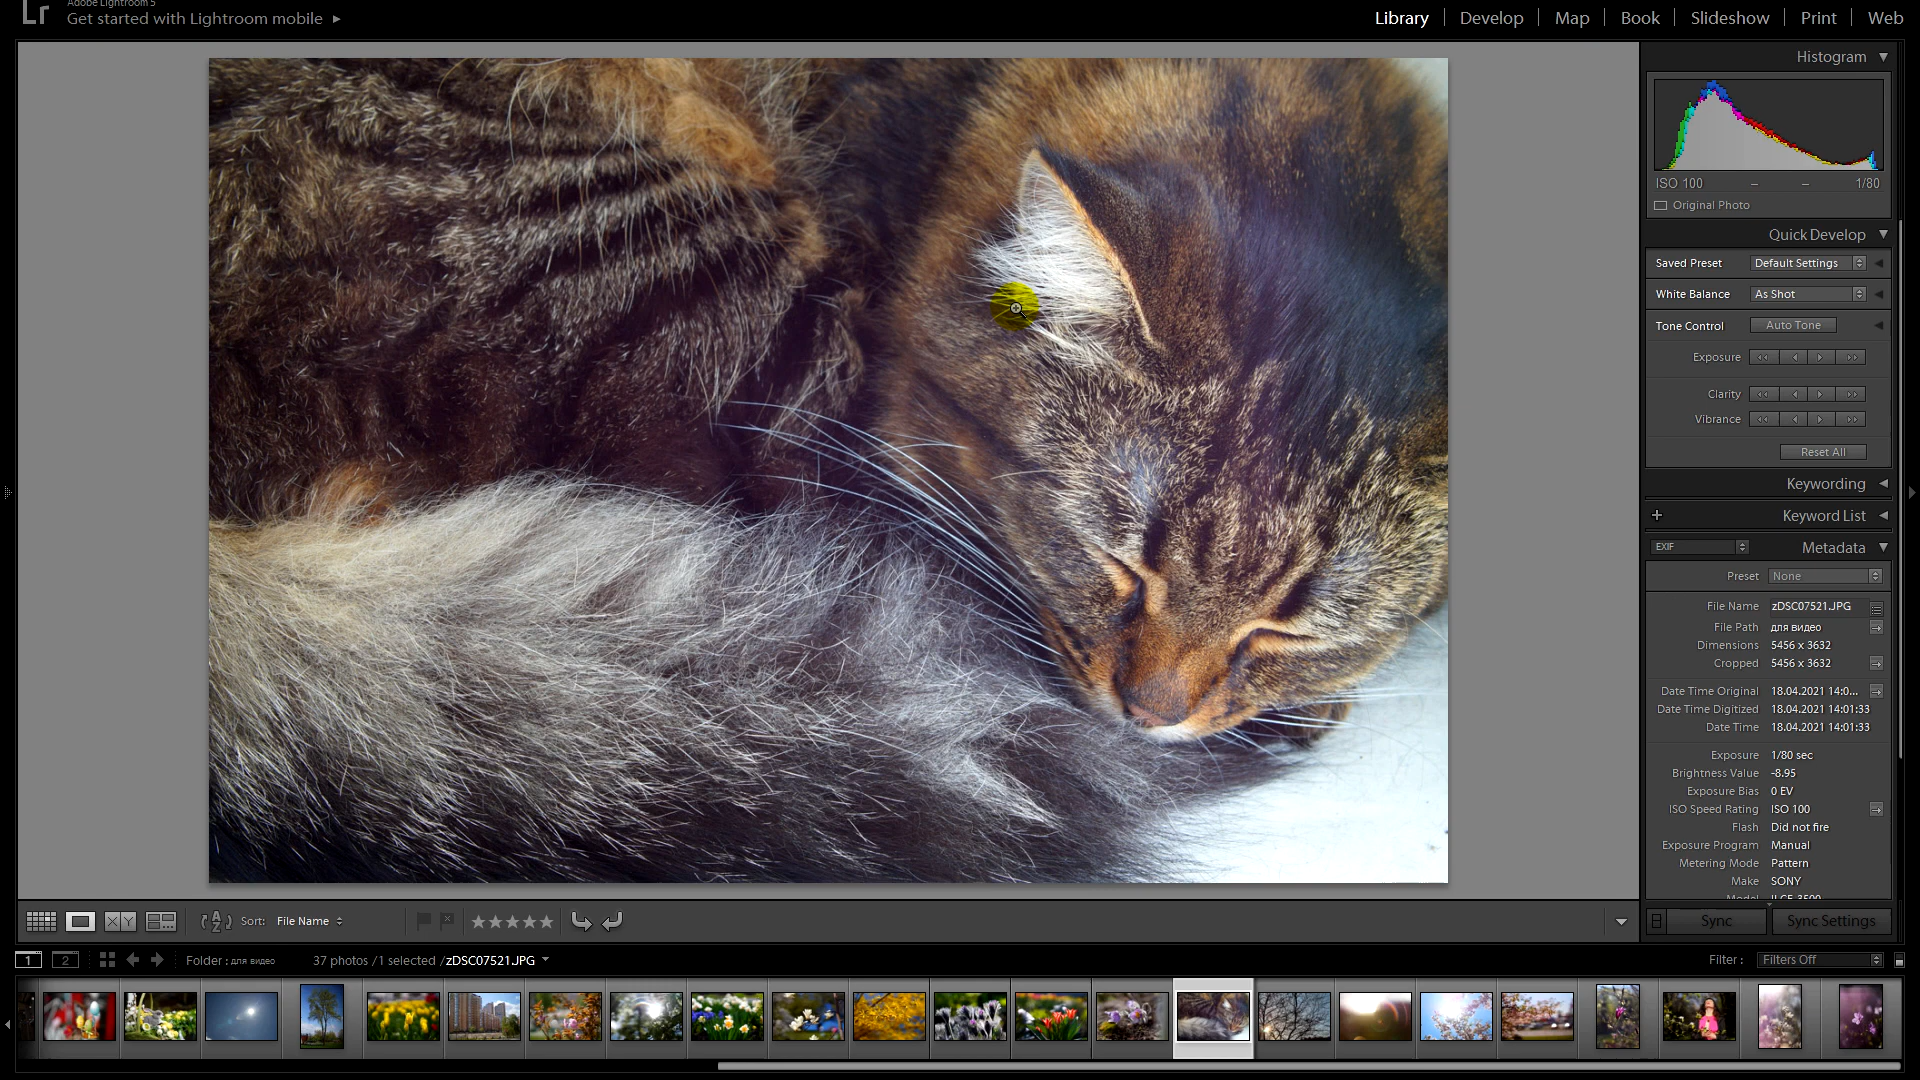 Lr
Adobe Lightroom 5
Get started with Lightroom mobile
Library
Develop
Map
Book
Slideshow
Print
Web
Histogram
ISO 100 – – 1/80
Original Photo
Quick Develop
Saved Preset Default Settings
White Balance As Shot
Tone Control Auto Tone
Exposure
Clarity
Vibrance
Reset All
Keywording
+ Keyword List
EXIF Metadata
Preset None
File Name zDSC07521.JPG
File Path для видео
Dimensions 5456 x 3632
Cropped 5456 x 3632
Date Time Original 18.04.2021 14:0...
Date Time Digitized 18.04.2021 14:01:33
Date Time 18.04.2021 14:01:33
Exposure 1/80 sec
Brightness Value -8.95
Exposure Bias 0 EV
ISO Speed Rating ISO 100
Flash Did not fire
Exposure Program Manual
Metering Mode Pattern
Make SONY
X Y
A Z Sort: File Name
Sync
Sync Settings
1 2
Folder : для видео
37 photos / 1 selected / zDSC07521.JPG
Filter : Filters Off